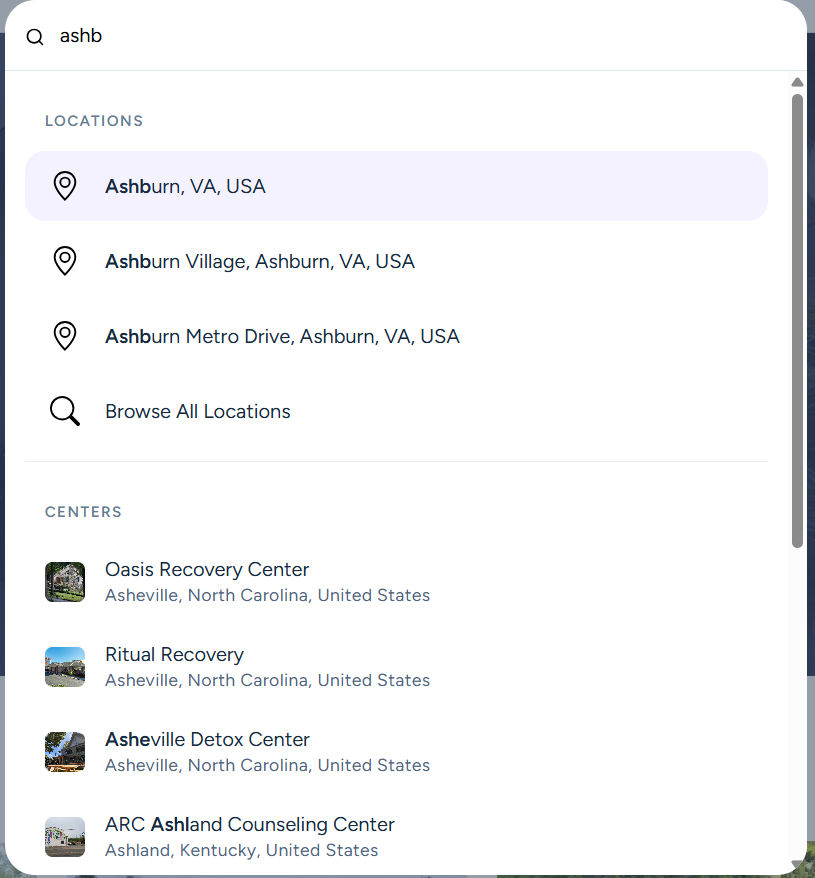 ashb
LOCATIONS
Ashburn, VA, USA
Ashburn Village, Ashburn, VA, USA
Ashburn Metro Drive, Ashburn, VA, USA
Browse All Locations
CENTERS
Oasis Recovery Center
Asheville, North Carolina, United States
Ritual Recovery
Asheville, North Carolina, United States
Asheville Detox Center
Asheville, North Carolina, United States
ARC Ashland Counseling Center
Ashland, Kentucky, United States